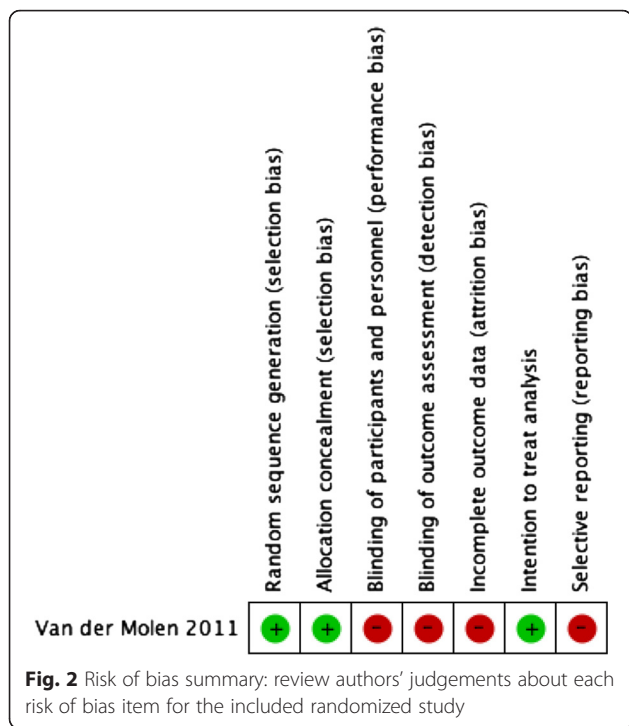 Random sequence generation (selection bias)
Allocation concealment (selection bias)
Blinding of participants and personnel (performance bias)
Blinding of outcome assessment (detection bias)
Incomplete outcome data (attrition bias)
Intention to treat analysis
Selective reporting (reporting bias)
Van der Molen 2011 + + - - - + -
Fig. 2 Risk of bias summary: review authors’ judgements about each
risk of bias item for the included randomized study